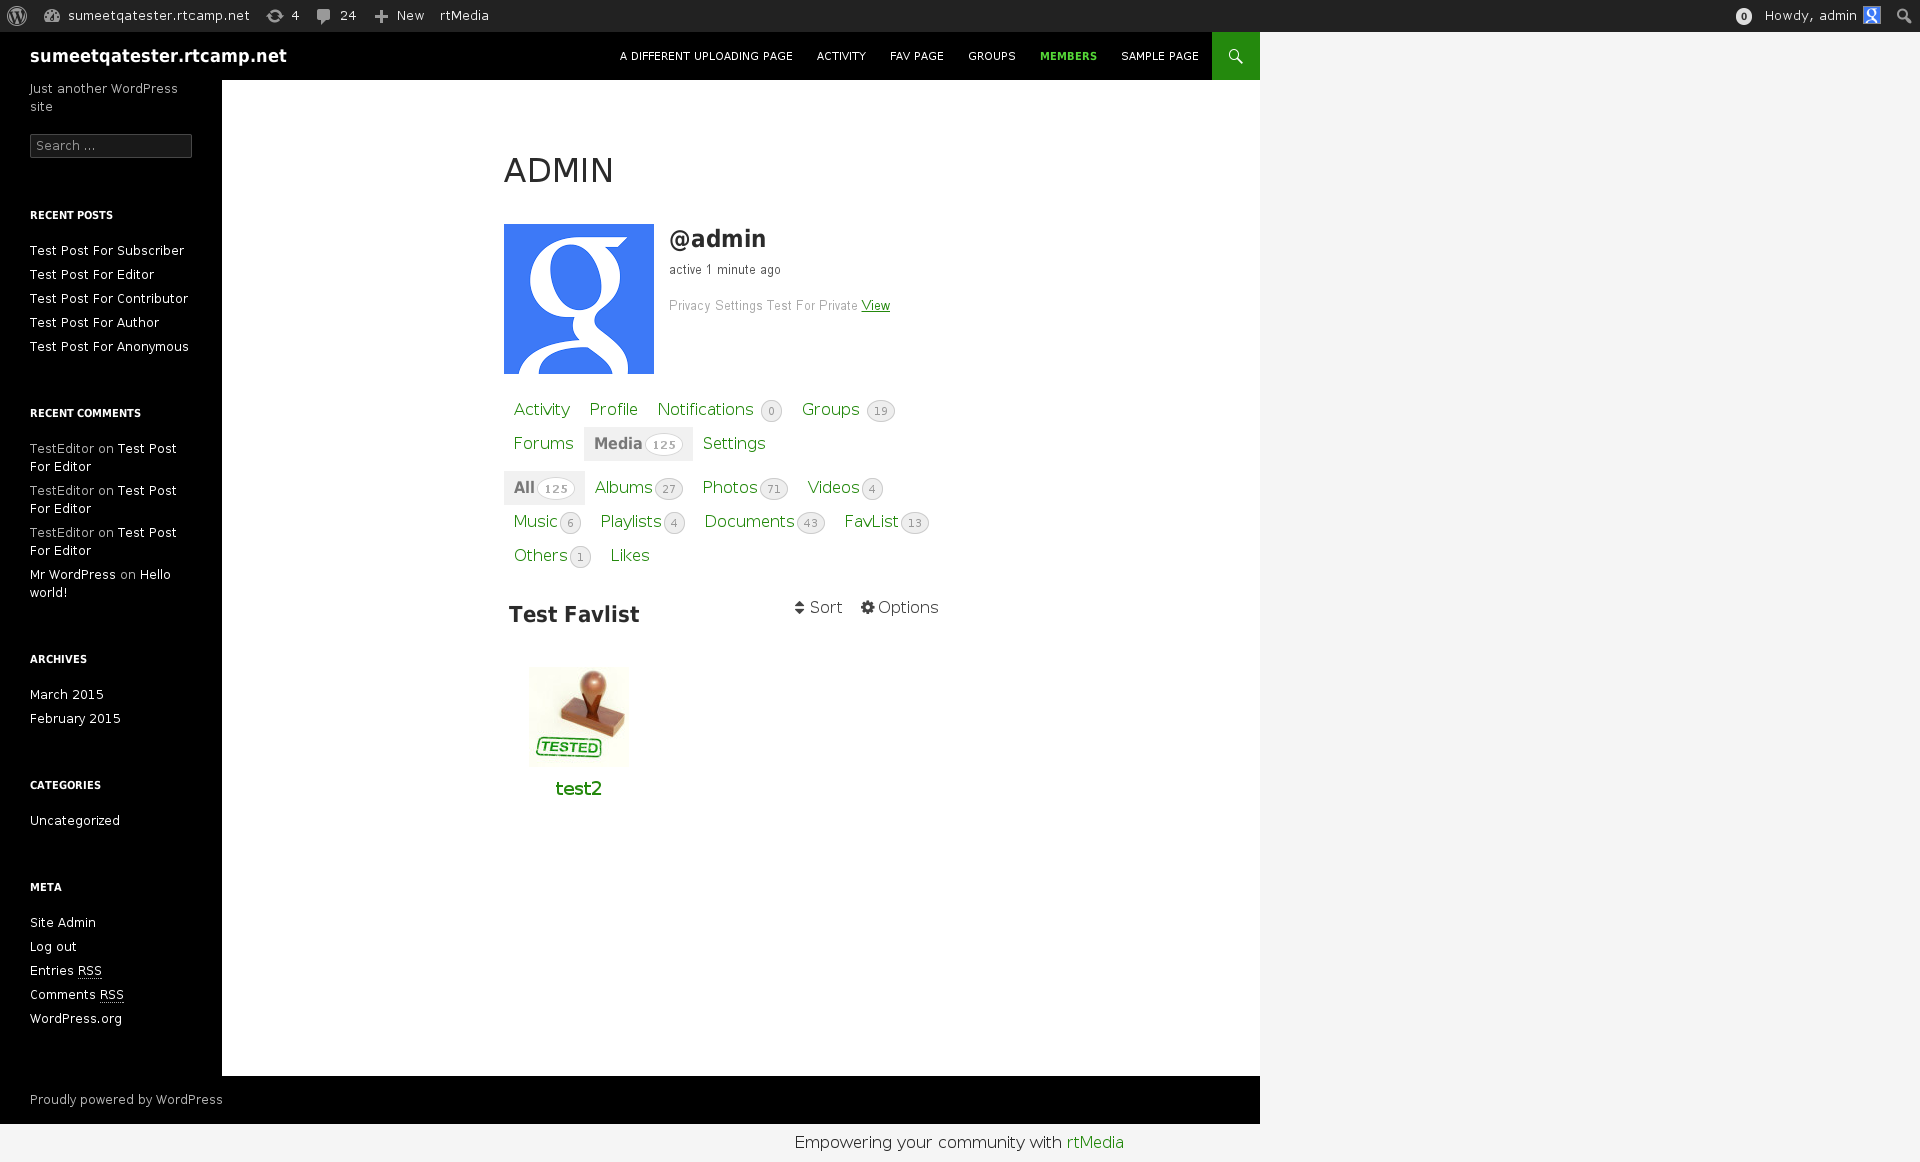 sumeetqatester.rtcamp.net 4 24 New rtMedia 0 Howdy, admin
sumeetqatester.rtcamp.net
A DIFFERENT UPLOADING PAGE ACTIVITY FAV PAGE GROUPS MEMBERS SAMPLE PAGE
Just another WordPress
site
Search ...
RECENT POSTS
Test Post For Subscriber
Test Post For Editor
Test Post For Contributor
Test Post For Author
Test Post For Anonymous
RECENT COMMENTS
TestEditor on Test Post
For Editor
TestEditor on Test Post
For Editor
TestEditor on Test Post
For Editor
Mr WordPress on Hello
world!
ARCHIVES
March 2015
February 2015
CATEGORIES
Uncategorized
META
Site Admin
Log out
Entries RSS
Comments RSS
WordPress.org
ADMIN
g
@admin
active 1 minute ago
Privacy Settings Test For Private View
Activity Profile Notifications 0 Groups 19
Forums Media 125 Settings
All 125 Albums 27 Photos 71 Videos 4
Music 6 Playlists 4 Documents 43 FavList 13
Others 1 Likes
Test Favlist
Sort Options
TESTED
test2
Proudly powered by WordPress
Empowering your community with rtMedia